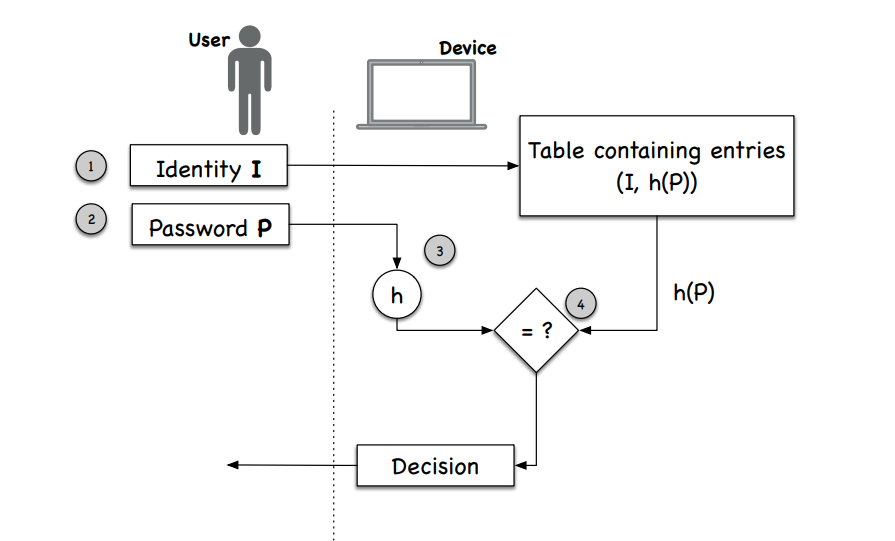 User
Device
1
Identity I
Table containing entries
(I, h(P))
2
Password P
3
h
4
= ?
h(P)
Decision